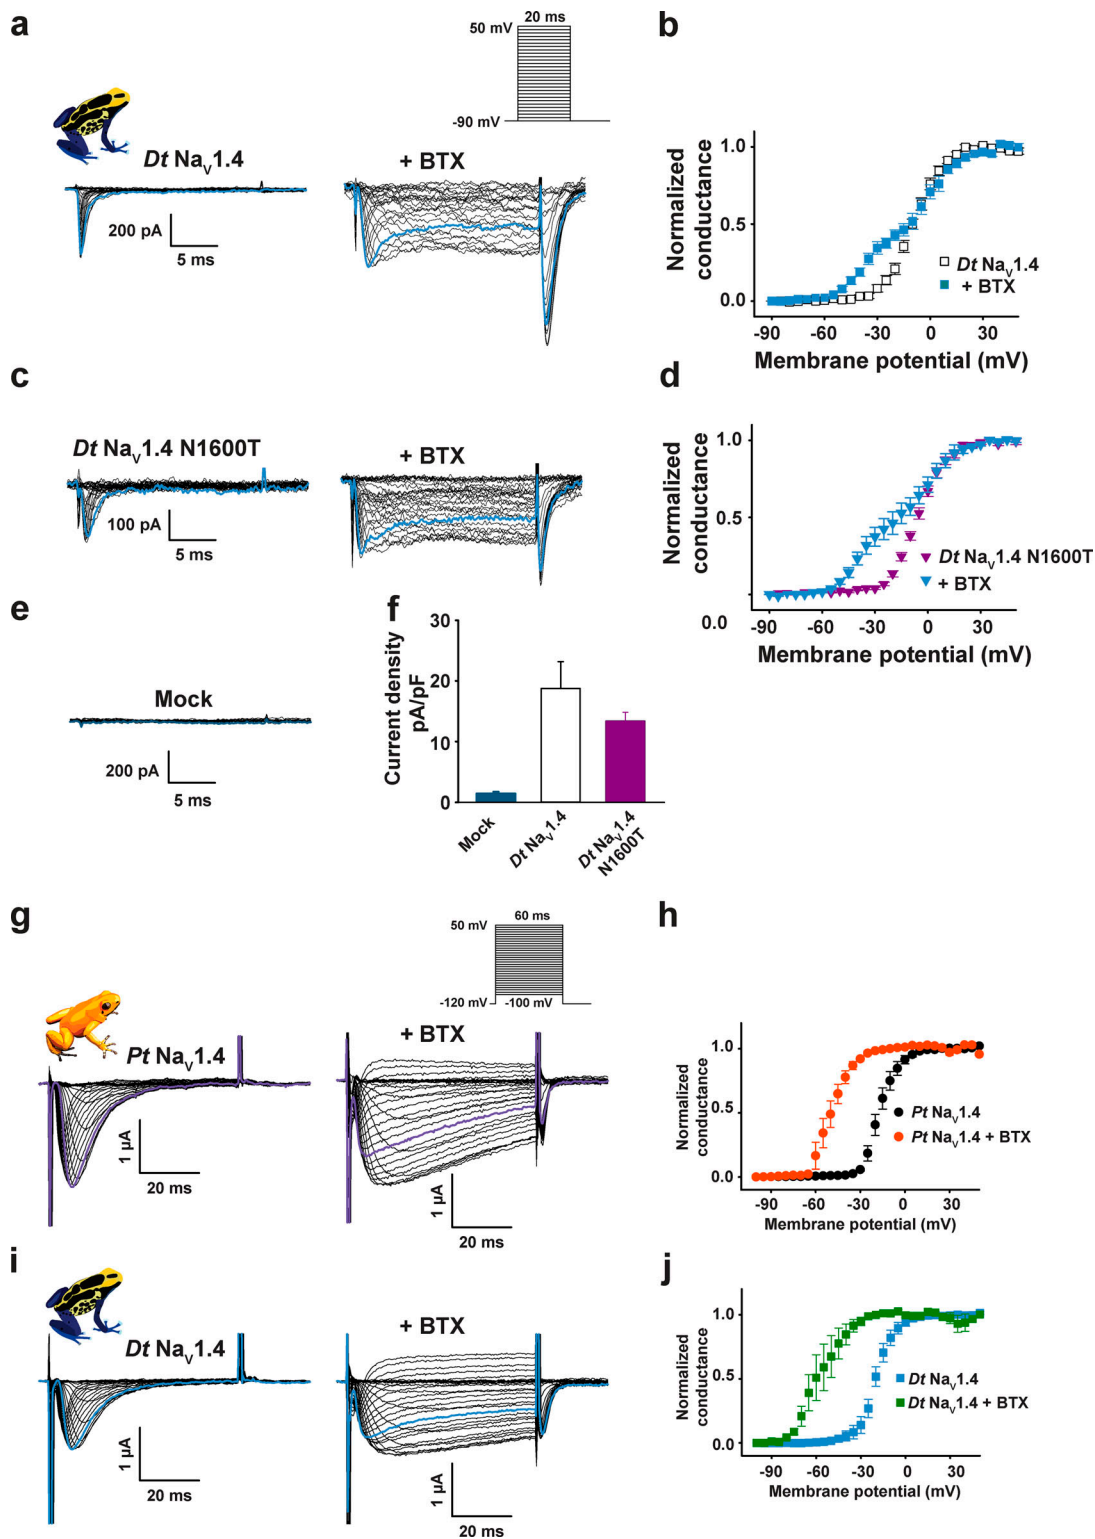 a
20 ms
50 mV
-90 mV
Dt NaV1.4
+ BTX
200 pA
5 ms
b
Normalized
conductance
1.0
0.5
0.0
Dt NaV1.4
+ BTX
-90 -60 -30 0 30
Membrane potential (mV)
c
Dt NaV1.4 N1600T
+ BTX
100 pA
5 ms
d
Normalized
conductance
1.0
0.5
0.0
Dt NaV1.4 N1600T
+ BTX
-90 -60 -30 0 30
Membrane potential (mV)
e
Mock
200 pA
5 ms
f
Current density
pA/pF
30
20
10
0
Mock
Dt NaV1.4
Dt NaV1.4
N1600T
g
60 ms
50 mV
-120 mV
-100 mV
Pt NaV1.4
+ BTX
1 µA
20 ms
1 µA
20 ms
h
Normalized
conductance
1.0
0.5
0.0
Pt NaV1.4
Pt NaV1.4 + BTX
-90 -60 -30 0 30
Membrane potential (mV)
i
Dt NaV1.4
+ BTX
1 µA
20 ms
1 µA
20 ms
j
Normalized
conductance
1.0
0.5
0.0
Dt NaV1.4
Dt NaV1.4 + BTX
-90 -60 -30 0 30
Membrane potential (mV)